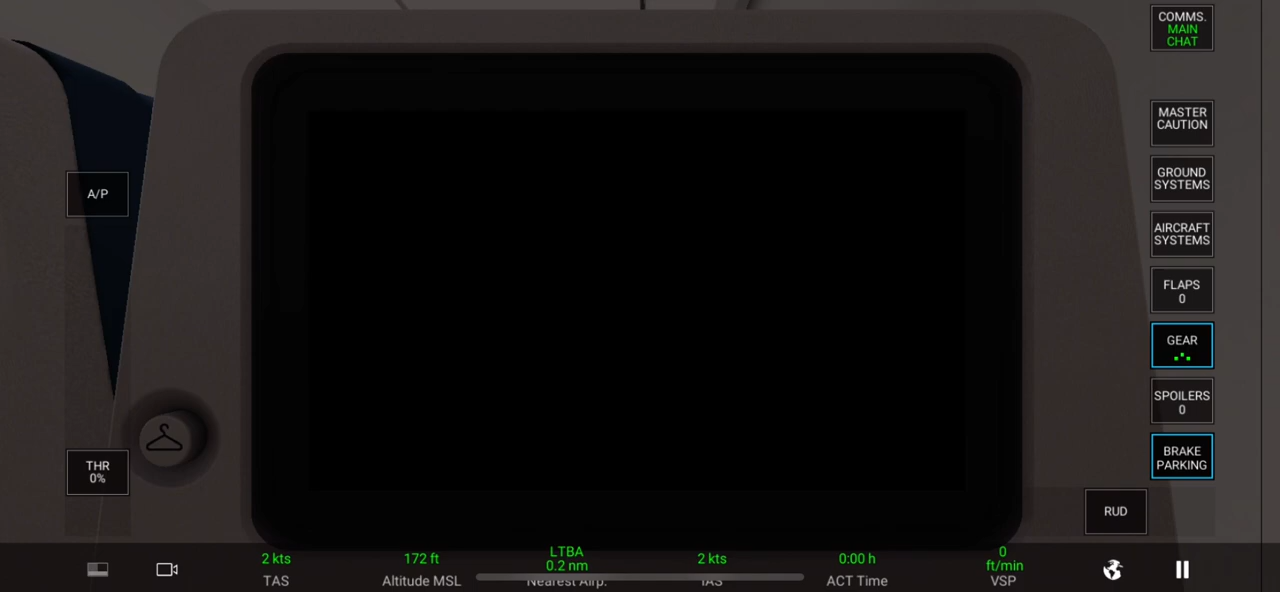 COMMS.
MAIN
CHAT
MASTER
CAUTION
A/P
GROUND
SYSTEMS
AIRCRAFT
SYSTEMS
FLAPS
0
GEAR
SPOILERS
0
THR
0%
BRAKE
PARKING
RUD
2 kts
TAS
172 ft
Altitude MSL
LTBA
0.2 nm
Nearest Airp.
2 kts
IAS
0:00 h
ACT Time
0
ft/min
VSP